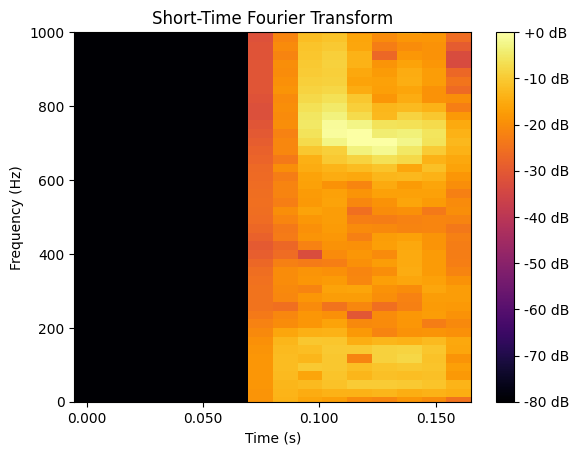 Short-Time Fourier Transform
1000
800
600
400
200
0
Frequency (Hz)
0.000
0.050
0.100
0.150
Time (s)
+0 dB
-10 dB
-20 dB
-30 dB
-40 dB
-50 dB
-60 dB
-70 dB
-80 dB